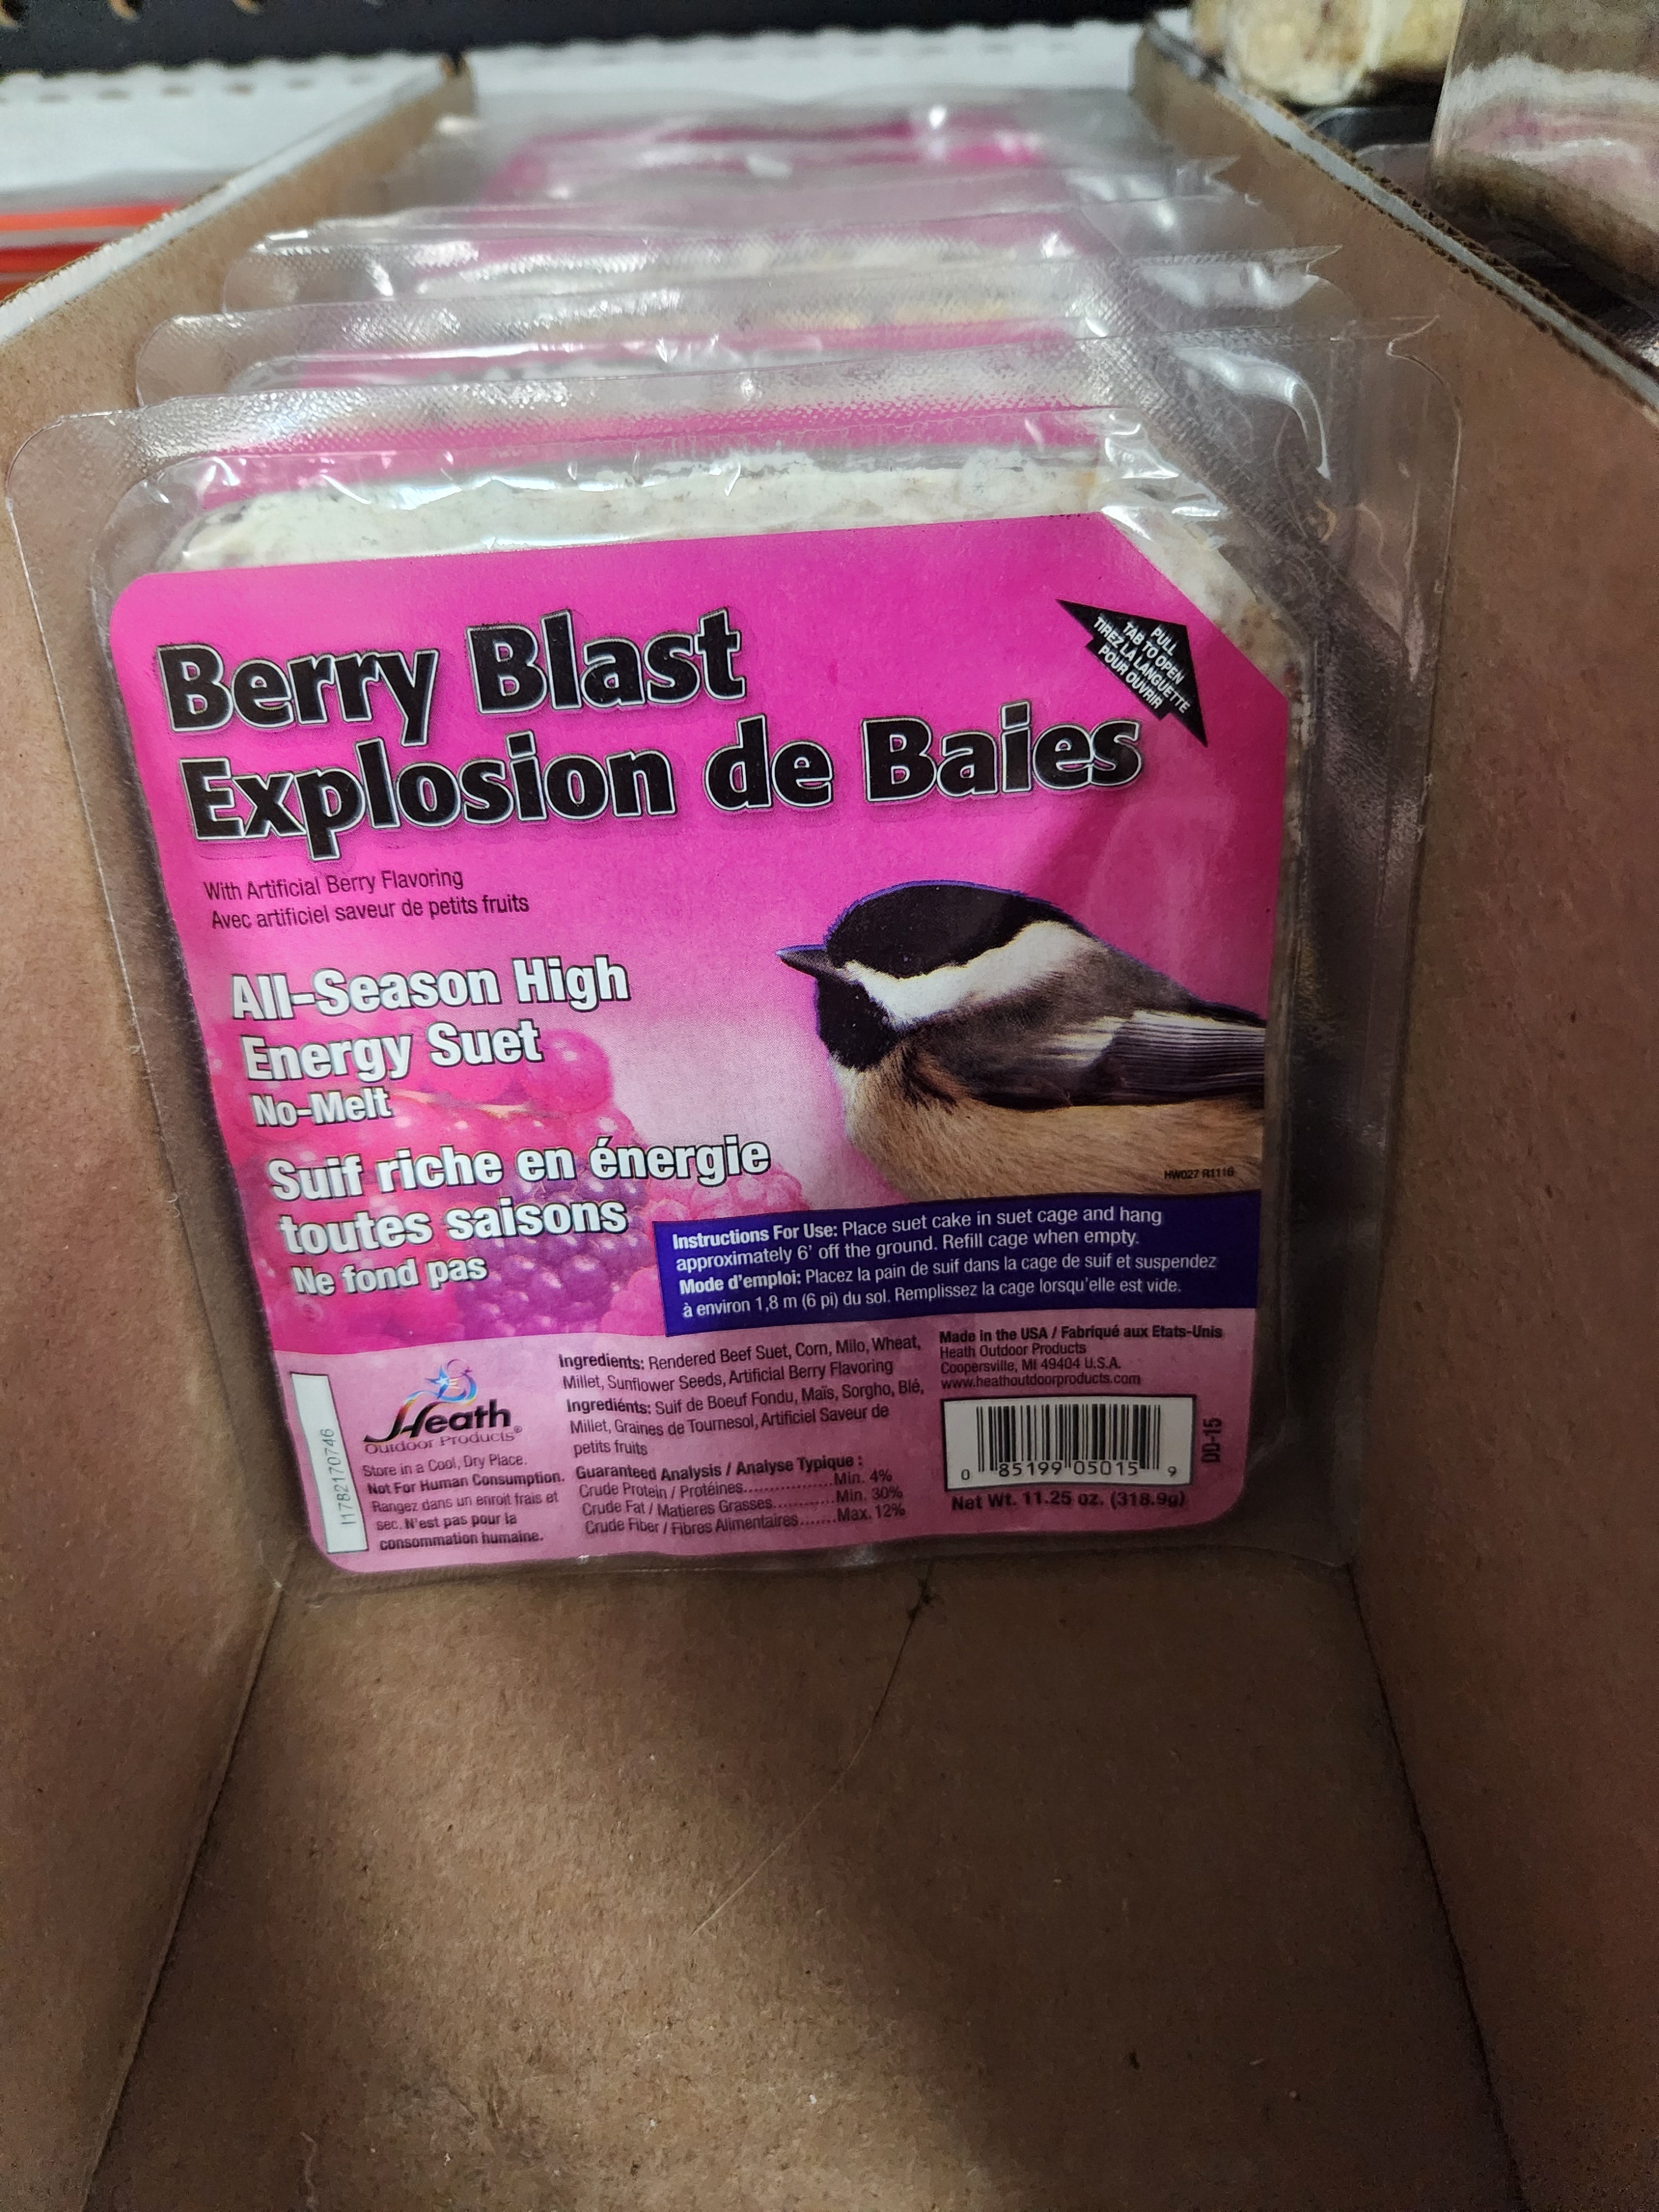 Berry Blast
Explosion de Baies
PULL
TAB TO OPEN
TIREZ LA LANGUETTE
POUR OUVRIR
With Artificial Berry Flavoring
Avec artificiel saveur de petits fruits
All-Season High
Energy Suet
No-Melt
Suif riche en énergie
toutes saisons
Ne fond pas
HW027 R1116
Instructions For Use: Place suet cake in suet cage and hang
approximately 6' off the ground. Refill cage when empty.
Mode d'emploi: Placez la pain de suif dans la cage de suif et suspendez
à environ 1,8 m (6 pi) du sol. Remplissez la cage lorsqu'elle est vide.
I1782170746
Heath®
Outdoor Products
Store in a Cool, Dry Place.
Not For Human Consumption.
Rangez dans un enroit frais et
sec. N'est pas pour la
consommation humaine.
Ingredients: Rendered Beef Suet, Corn, Milo, Wheat,
Millet, Sunflower Seeds, Artificial Berry Flavoring
Ingrediénts: Suif de Boeuf Fondu, Maïs, Sorgho, Blé,
Millet, Graines de Tournesol, Artificiel Saveur de
petits fruits
Guaranteed Analysis / Analyse Typique :
Crude Protein / Protéines.................Min. 4%
Crude Fat / Matieres Grasses............Min. 30%
Crude Fiber / Fibres Alimentaires.......Max. 12%
Made in the USA / Fabriqué aux Etats-Unis
Heath Outdoor Products
Coopersville, MI 49404 U.S.A.
www.heathoutdoorproducts.com
0 85199 05015 9
DD-15
Net Wt. 11.25 oz. (318.9g)